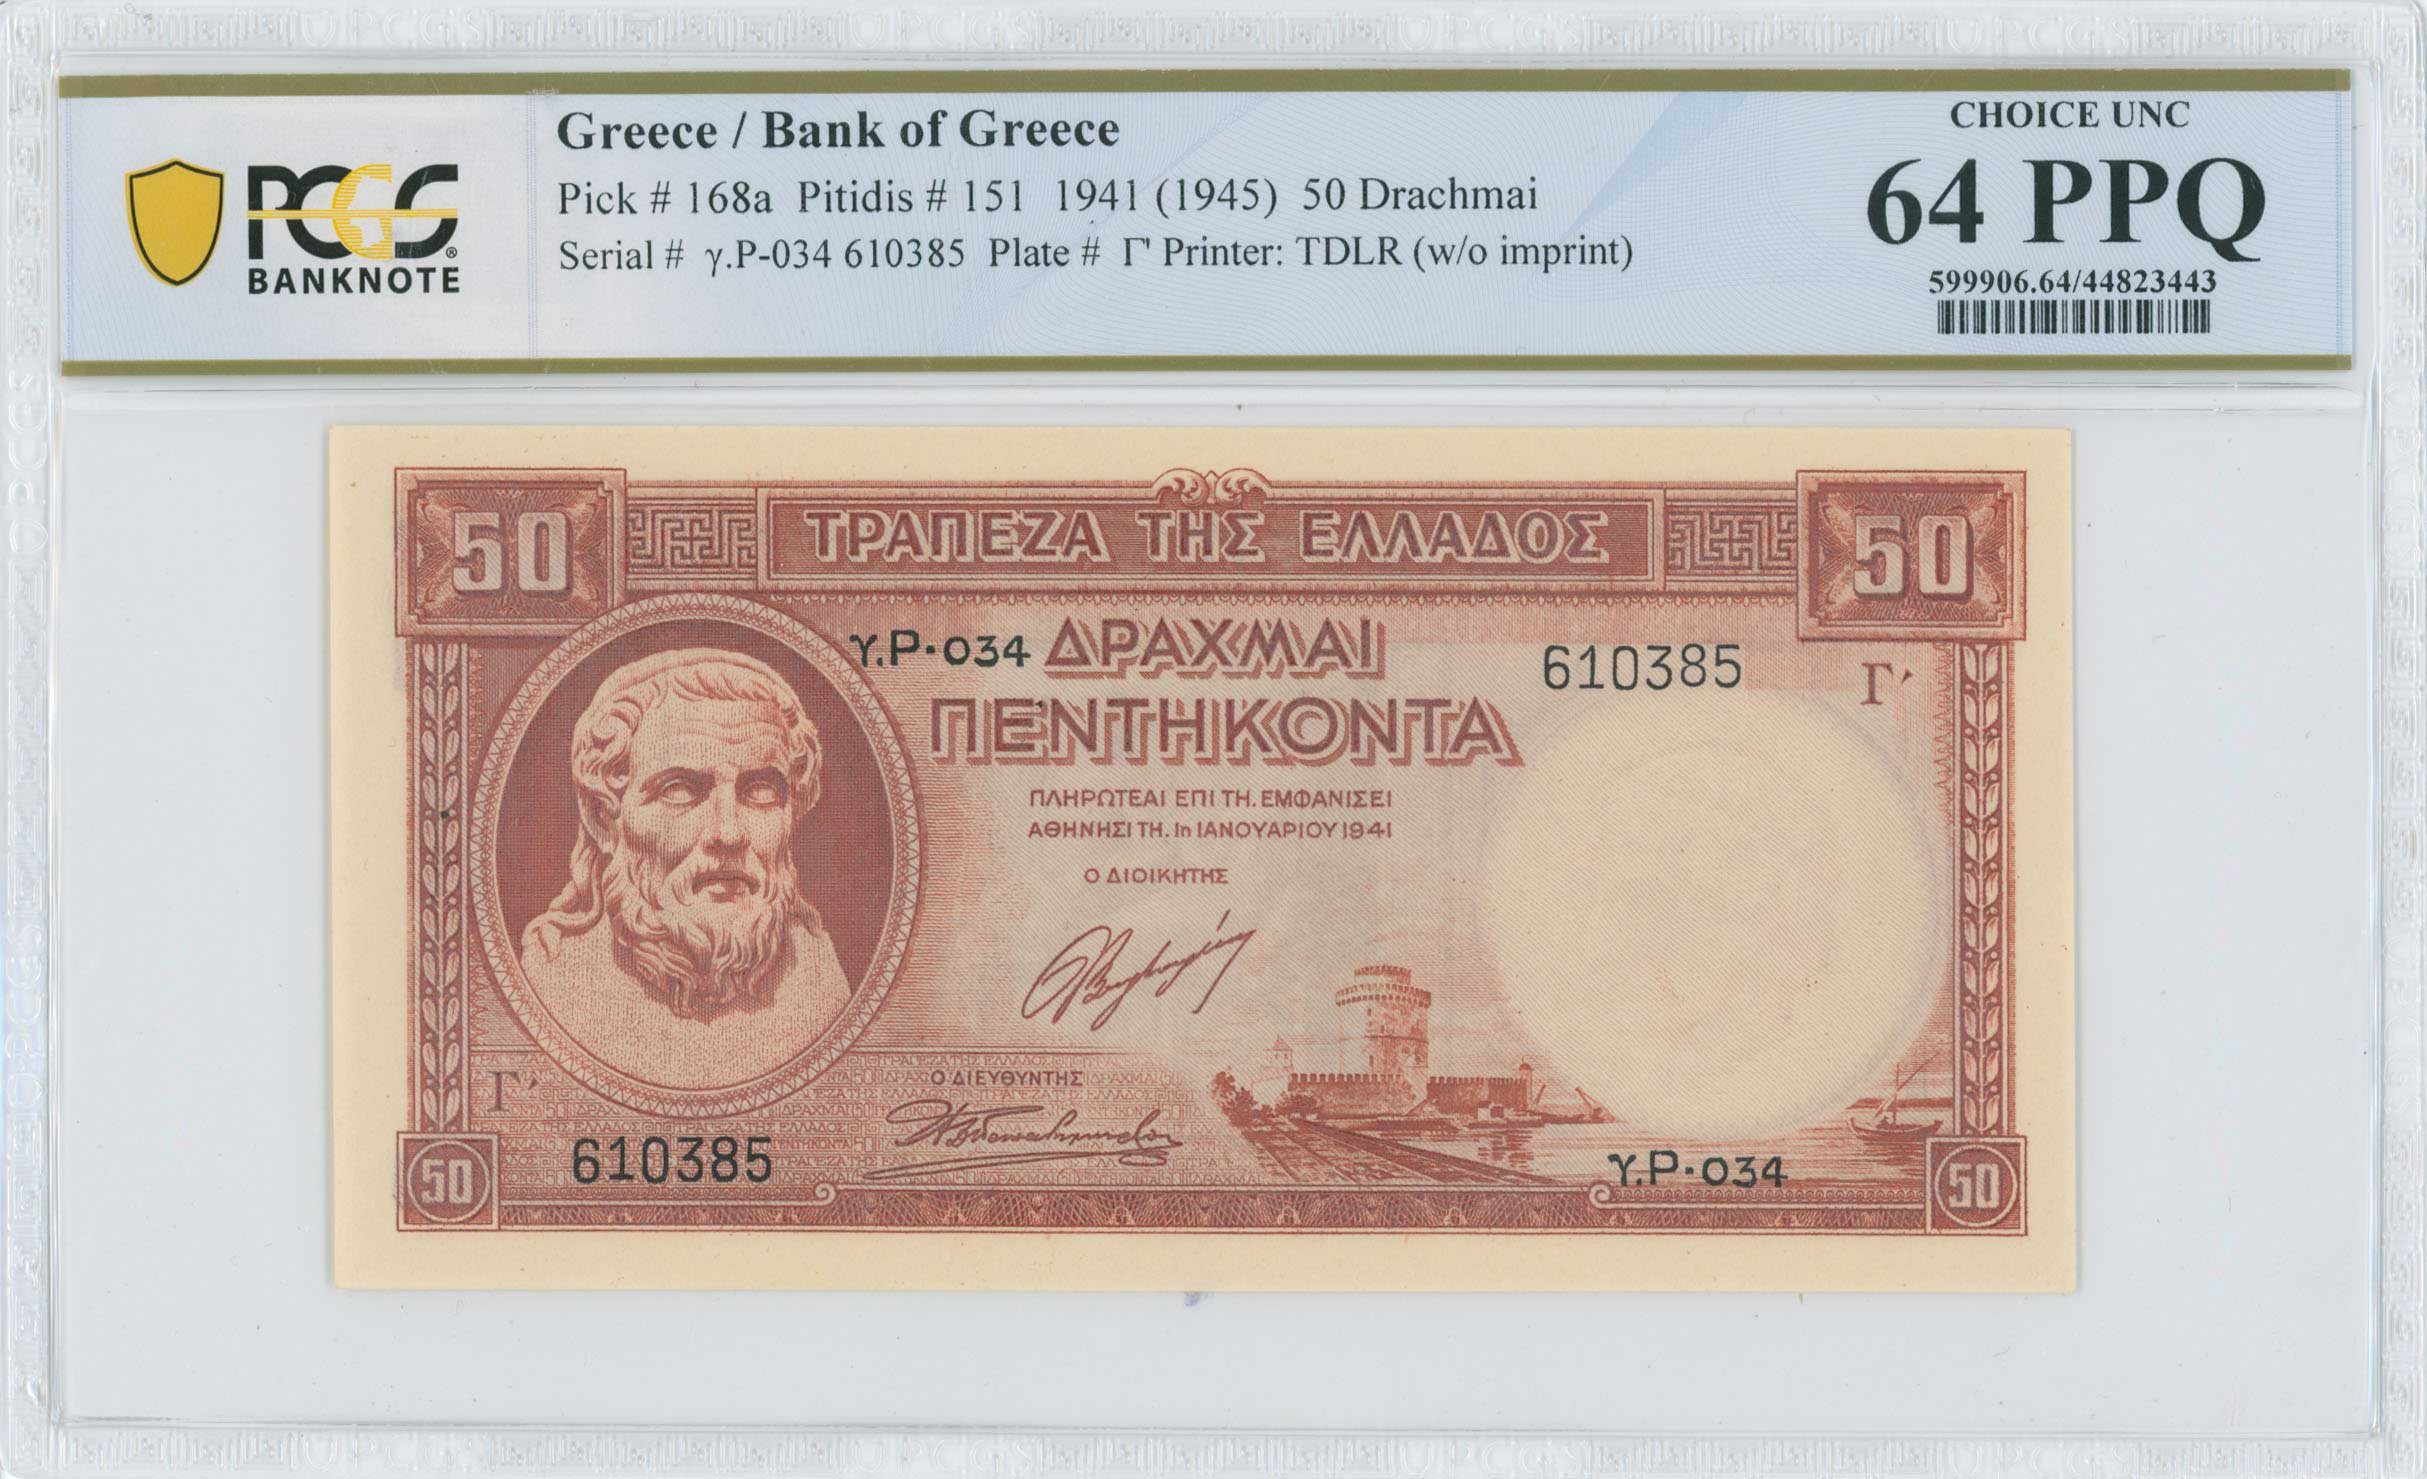 PCGS
BANKNOTE
Greece / Bank of Greece
Pick # 168a Pitidis # 151 1941 (1945) 50 Drachmai
Serial # γ.P-034 610385 Plate # Γ' Printer: TDLR (w/o imprint)
CHOICE UNC
64 PPQ
599906.64/44823443
50 ΤΡΑΠΕΖΑ ΤΗΣ ΕΛΛΑΔΟΣ 50
γ.Ρ·034 ΔΡΑΧΜΑΙ 610385 Γ'
ΠΕΝΤΗΚΟΝΤΑ
ΠΛΗΡΩΤΕΑΙ ΕΠΙ ΤΗ. ΕΜΦΑΝΙΣΕΙ
ΑΘΗΝΗΣΙ ΤΗ. 1η ΙΑΝΟΥΑΡΙΟΥ 1941
Ο ΔΙΟΙΚΗΤΗΣ
Γ' Ο ΔΙΕΥΘΥΝΤΗΣ
610385 γ.Ρ·034
50 50